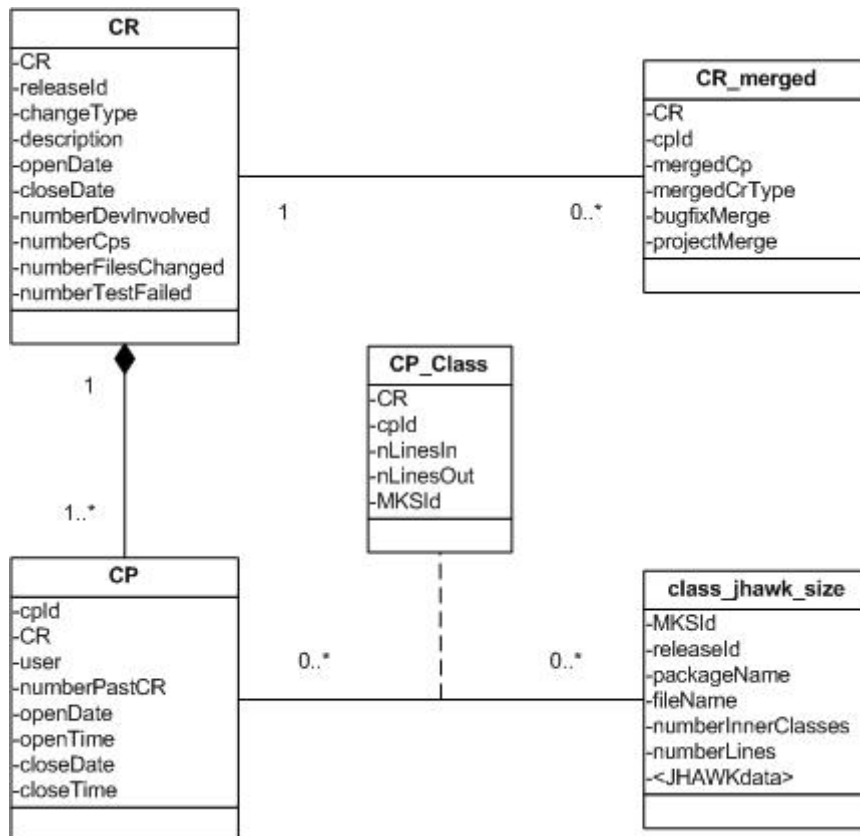 CR
-CR
-releaseId
-changeType
-description
-openDate
-closeDate
-numberDevInvolved
-numberCps
-numberFilesChanged
-numberTestFailed
CR_merged
-CR
-cpId
-mergedCp
-mergedCrType
-bugfixMerge
-projectMerge
1
0..*
1
1..*
CP_Class
-CR
-cpId
-nLinesIn
-nLinesOut
-MKSId
CP
-cpId
-CR
-user
-numberPastCR
-openDate
-openTime
-closeDate
-closeTime
0..*
0..*
class_jhawk_size
-MKSId
-releaseId
-packageName
-fileName
-numberInnerClasses
-numberLines
-<JHAWKdata>